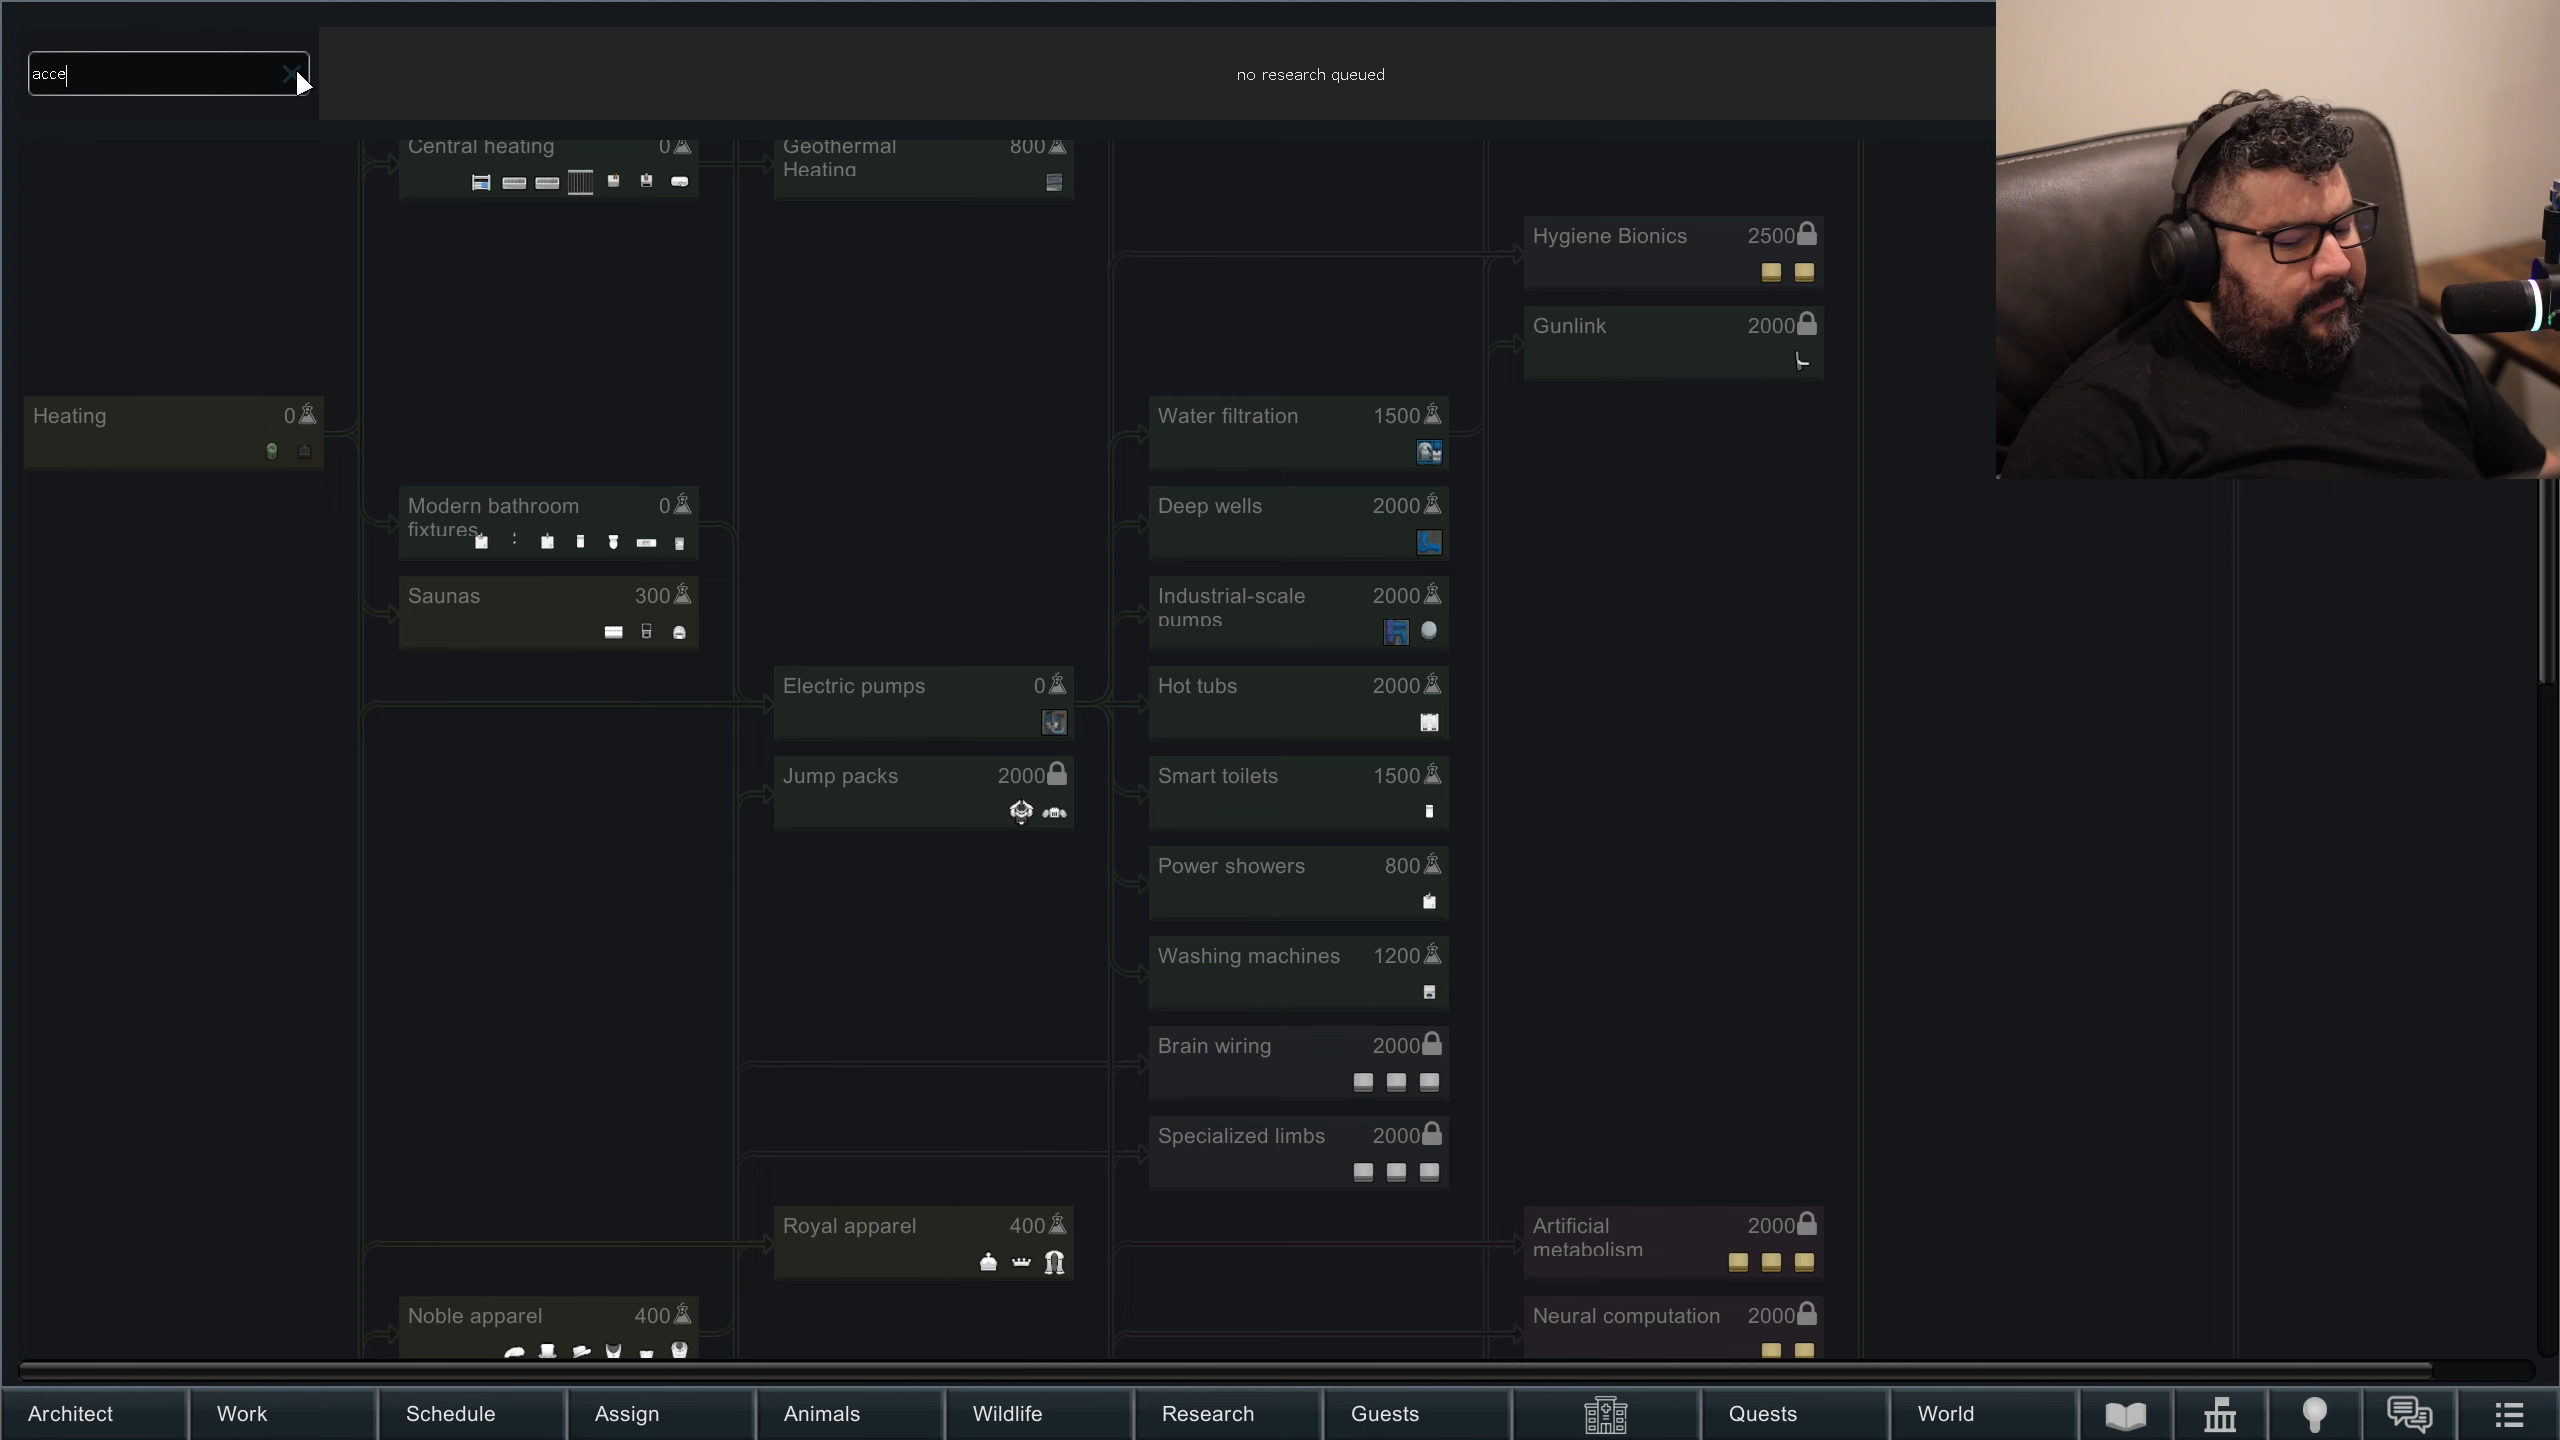 acce
no research queued
Central heating 0
Geothermal Heating 800
Hygiene Bionics 2500
Gunlink 2000
Heating 0
Water filtration 1500
Modern bathroom fixtures 0
Deep wells 2000
Saunas 300
Industrial-scale pumps 2000
Electric pumps 0
Hot tubs 2000
Jump packs 2000
Smart toilets 1500
Power showers 800
Washing machines 1200
Brain wiring 2000
Specialized limbs 2000
Royal apparel 400
Artificial metabolism 2000
Noble apparel 400
Neural computation 2000
Architect Work Schedule Assign Animals Wildlife Research Guests Quests World